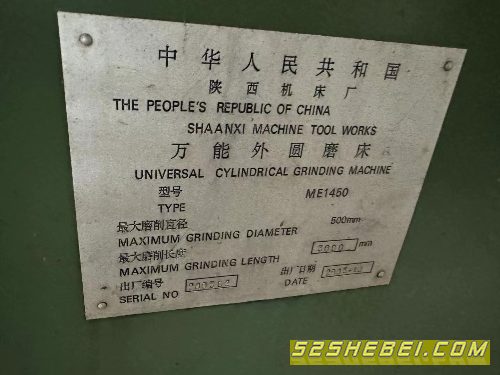 中华人民共和国
陕西机床厂
THE PEOPLE'S REPUBLIC OF CHINA
SHAANXI MACHINE TOOL WORKS
万能外圆磨床
UNIVERSAL CYLINDRICAL GRINDING MACHINE
型号 ME1450
TYPE
最大磨削直径 500mm
MAXIMUM GRINDING DIAMETER
最大磨削长度 3000 mm
MAXIMUM GRINDING LENGTH
出厂编号 出厂日期
SERIAL NO DATE
52SHEBEI.COM